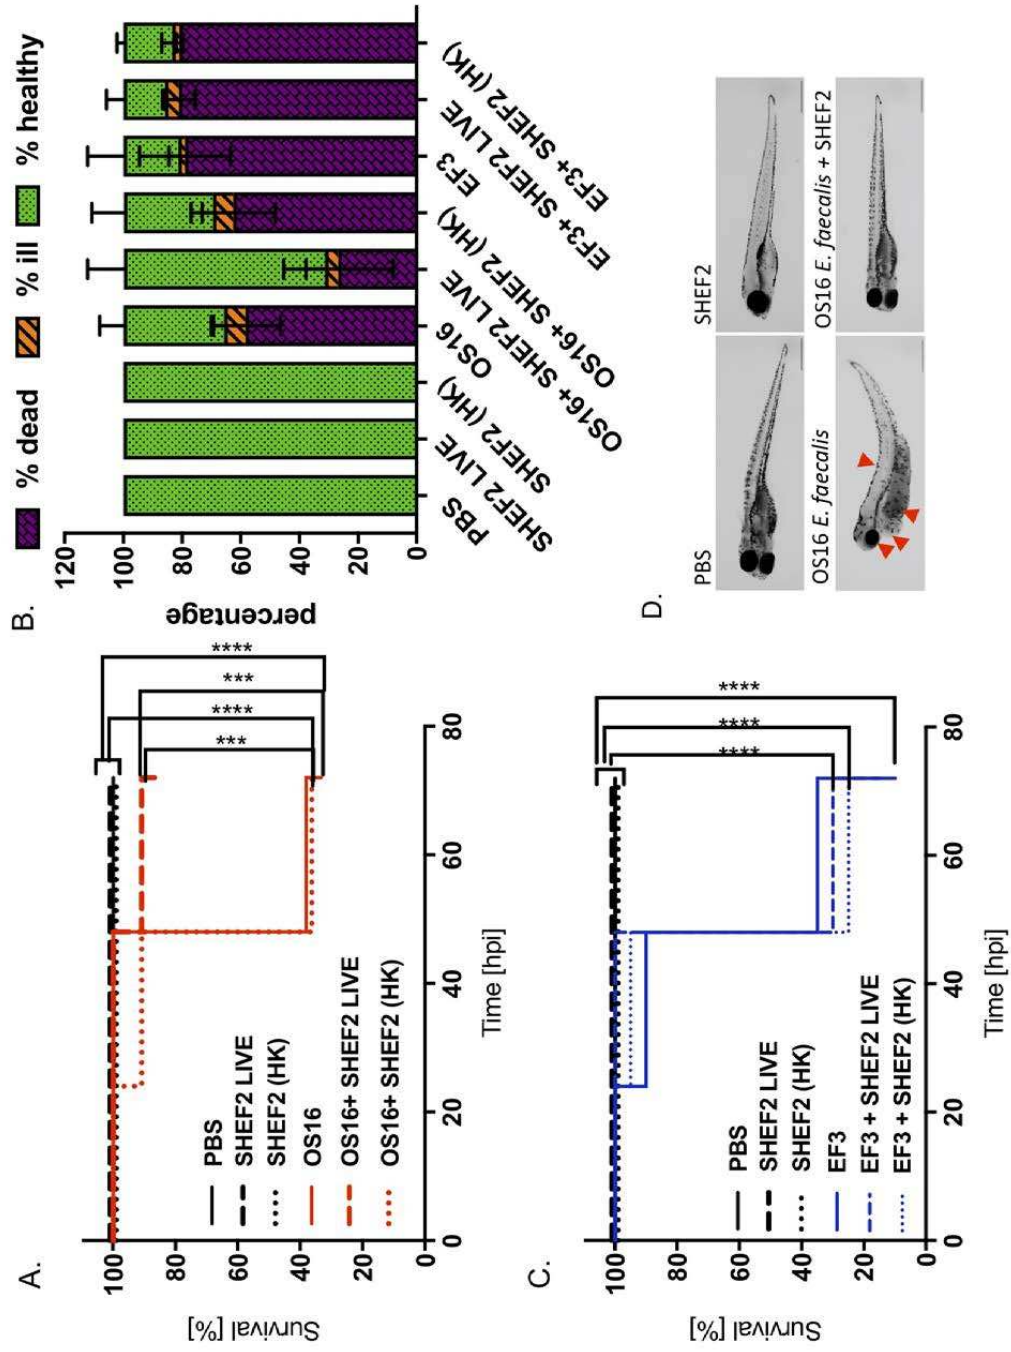 A.
Survival [%]
100
80
60
40
20
0
0
20
40
60
80
Time [hpi]
PBS
SHEF2 LIVE
SHEF2 (HK)
OS16
OS16+ SHEF2 LIVE
OS16+ SHEF2 (HK)
***
****
***
****
B.
% dead
% ill
% healthy
percentage
120
100
80
60
40
20
0
PBS
SHEF2 LIVE
SHEF2 (HK)
OS16
OS16+ SHEF2 LIVE
OS16+ SHEF2 (HK)
EF3
EF3+ SHEF2 LIVE
EF3+ SHEF2 (HK)
C.
Survival [%]
100
80
60
40
20
0
0
20
40
60
80
Time [hpi]
PBS
SHEF2 LIVE
SHEF2 (HK)
EF3
EF3 + SHEF2 LIVE
EF3 + SHEF2 (HK)
****
****
****
D.
PBS
SHEF2
OS16 E. faecalis
OS16 E. faecalis + SHEF2